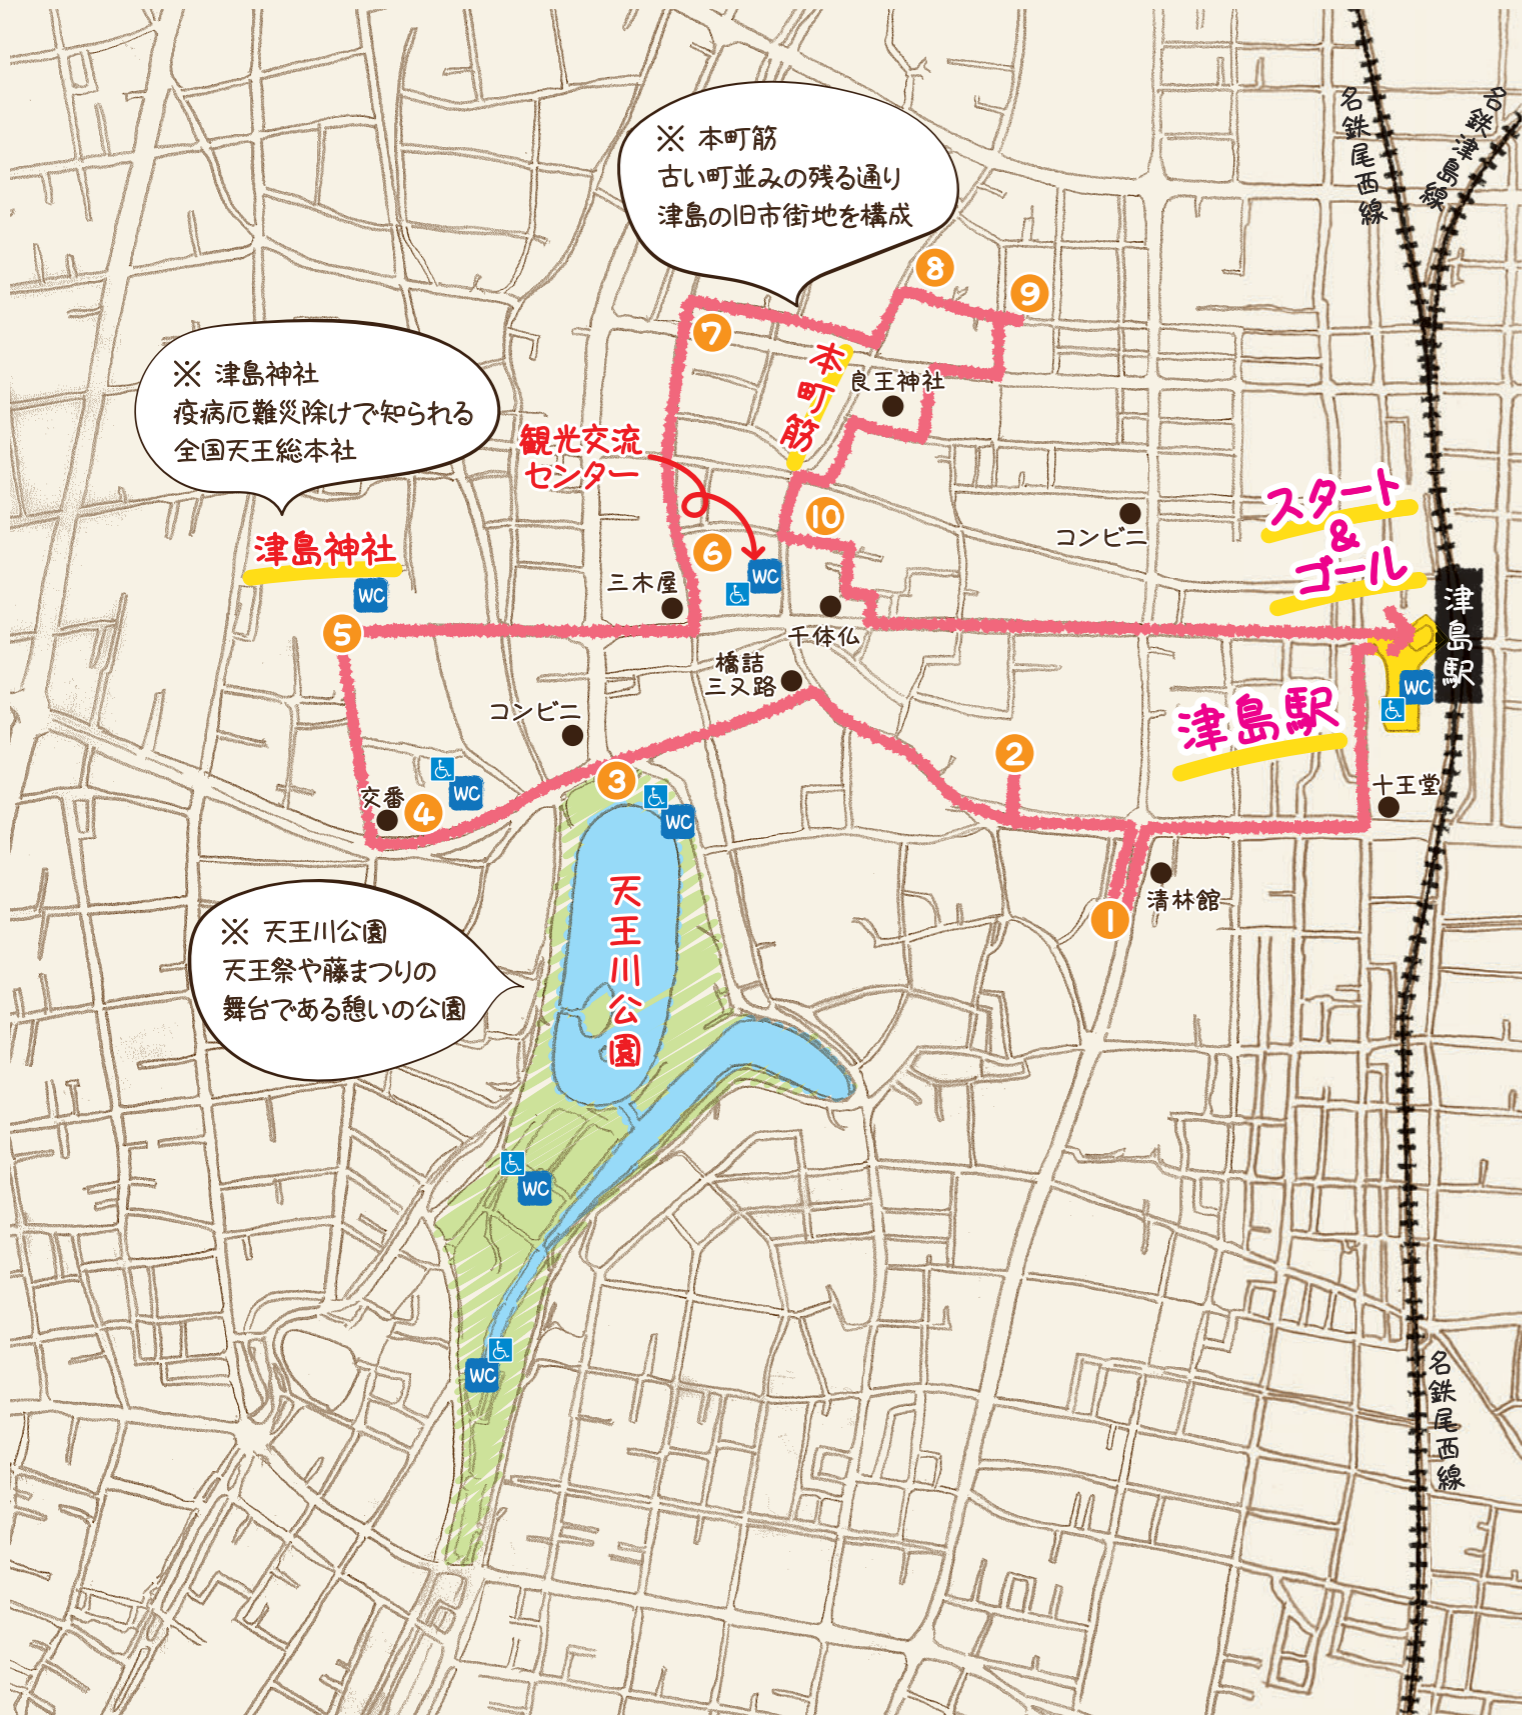 名鉄尾西線
名鉄津島線
※ 本町筋
古い町並みの残る通り
津島の旧市街地を構成
8
9
7
本町筋
良王神社
※ 津島神社
疫病厄難災除けで知られる
全国天王総本社
観光交流
センター
津島神社
WC
5
6
WC
10
三木屋
千体仏
コンビニ
スタート
&
ゴール
津島駅
WC
津島駅
橋詰
三又路
コンビニ
2
3
WC
十王堂
交番
4
WC
清林館
1
天王川公園
※ 天王川公園
天王祭や藤まつりの
舞台である憩いの公園
WC
WC
名鉄尾西線